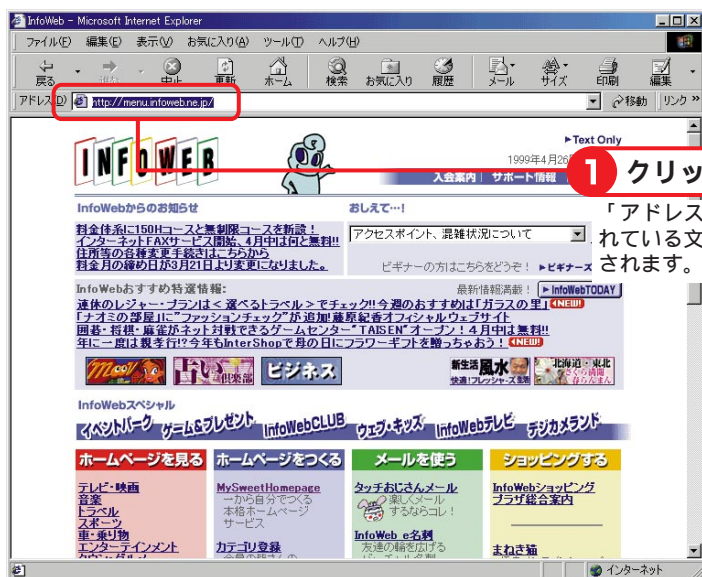 InfoWeb - Microsoft Internet Explorer
ファイル(F) 編集(E) 表示(V) お気に入り(A) ツール(T) ヘルプ(H)
戻る 進む 中止 更新 ホーム 検索 お気に入り 履歴 メール サイズ 印刷 編集
アドレス(D) http://menu.infoweb.ne.jp/ 移動 リンク »
INFOWEB
Text Only
1999年4月26
入会案内 サポート情報
1 クリッ
「アドレス
れている文
されます。
InfoWebからのお知らせ
料金体系に150Hコースと無制限コースを新設!
インターネットFAXサービス開始、4月中は何と無料!!
住所等の各種変更手続きはこちらから
料金月の締め日が3月21日より変更になりました。
おしえて…!
アクセスポイント、混雑状況について
ビギナーの方はこちらをどうぞ! ビギナーズ
InfoWebおすすめ特選情報:
最新情報満載! InfoWebTODAY
連休のレジャー・プランは<選べるトラベル>でチェック!!今週のおすすめは「ガラスの里」NEW!!
「ナオミの部屋」に"ファッションチェック"が追加!藤原紀香オフィシャルウェブサイト
囲碁・将棋・麻雀がネット対戦できるゲームセンター"TAISEN"オープン!4月中は無料!!
年に一度は親孝行!?今年もInterShopで母の日にフラワーギフトを贈っちゃおう!NEW!!
moov 占い倶楽部 ビジネス 新生活風水 快適!フレッシャーズ生活 北海道・東北 さくら満開 春らんまん
InfoWebスペシャル
イベントパーク ゲーム&プレゼント InfoWebCLUB ウェブ・キッズ InfoWebテレビ デジカメランド
ホームページを見る ホームページをつくる メールを使う ショッピングする
テレビ・映画
音楽
トラベル
スポーツ
車・乗り物
エンターテインメント
MySweetHomepage
一から自分でつくる
本格ホームページ
サービス
カテゴリ登録
タッチおじさんメール
楽しくメール
するならコレ!
InfoWeb e名刺
友達の輪を広げる
InfoWebショッピング
プラザ総合案内
まねき猫
インターネット